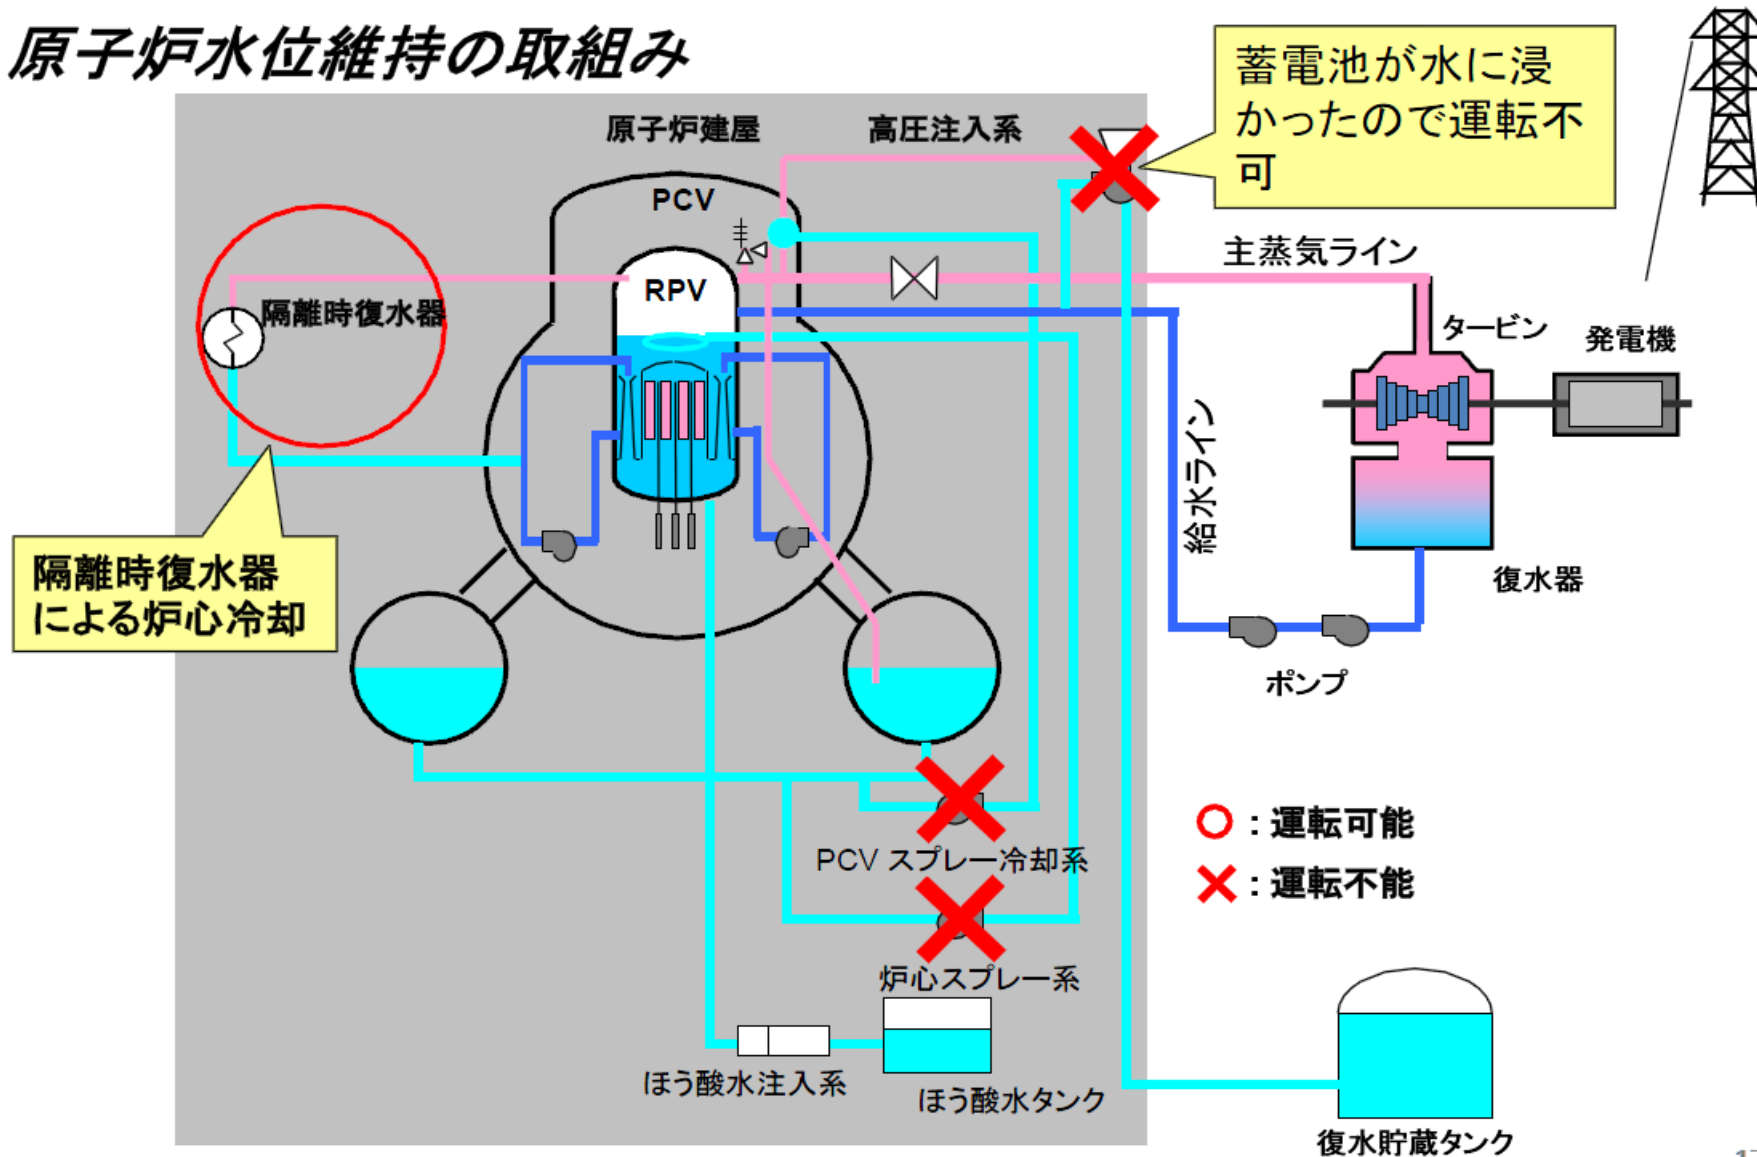 原子炉水位維持の取組み
蓄電池が水に浸
かったので運転不
可
原子炉建屋
高圧注入系
PCV
主蒸気ライン
RPV
隔離時復水器
タービン
発電機
給水ライン
隔離時復水器
による炉心冷却
復水器
ポンプ
○：運転可能
×：運転不能
PCV スプレー冷却系
炉心スプレー系
ほう酸水注入系
ほう酸水タンク
復水貯蔵タンク